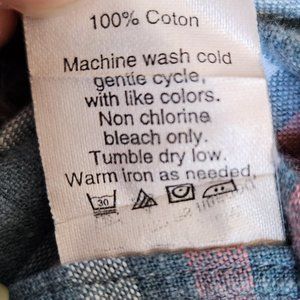 100% Coton
Machine wash cold
gentle cycle,
with like colors.
Non chlorine
bleach only.
Tumble dry low.
Warm iron as needed.
30